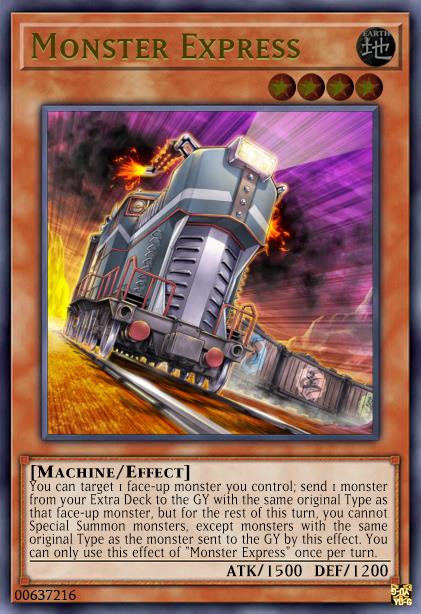 Monster Express
EARTH
地
[Machine/Effect]
You can target 1 face-up monster you control; send 1 monster
from your Extra Deck to the GY with the same original Type as
that face-up monster, but for the rest of this turn, you cannot
Special Summon monsters, except monsters with the same
original Type as the monster sent to the GY by this effect. You
can only use this effect of "Monster Express" once per turn.
ATK/1500 DEF/1200
00637216